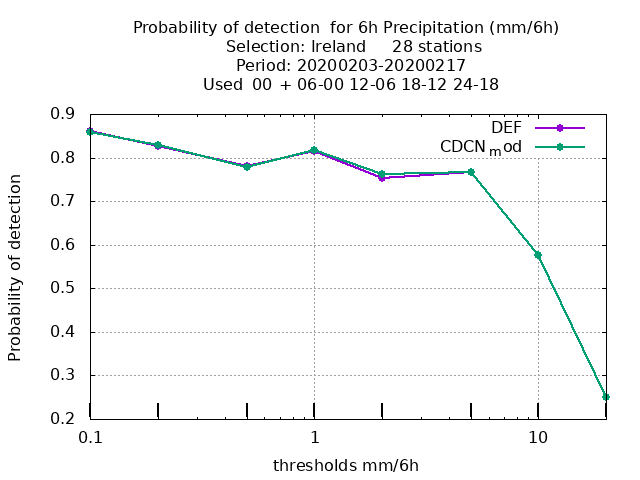 Probability of detection  for 6h Precipitation (mm/6h)
Selection: Ireland     28 stations
Period: 20200203-20200217
Used  00  + 06-00 12-06 18-12 24-18
DEF
CDCNmod
0.9
0.8
0.7
0.6
0.5
0.4
0.3
0.2
Probability of detection
0.1
1
10
thresholds mm/6h